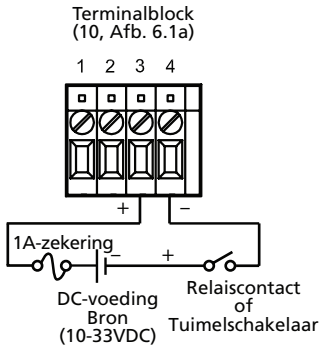 Terminalblock
(10, Afb. 6.1a)
1 2 3 4
+ −
1A-zekering
− +
DC-voeding
Bron
(10-33VDC)
Relaiscontact
of
Tuimelschakelaar